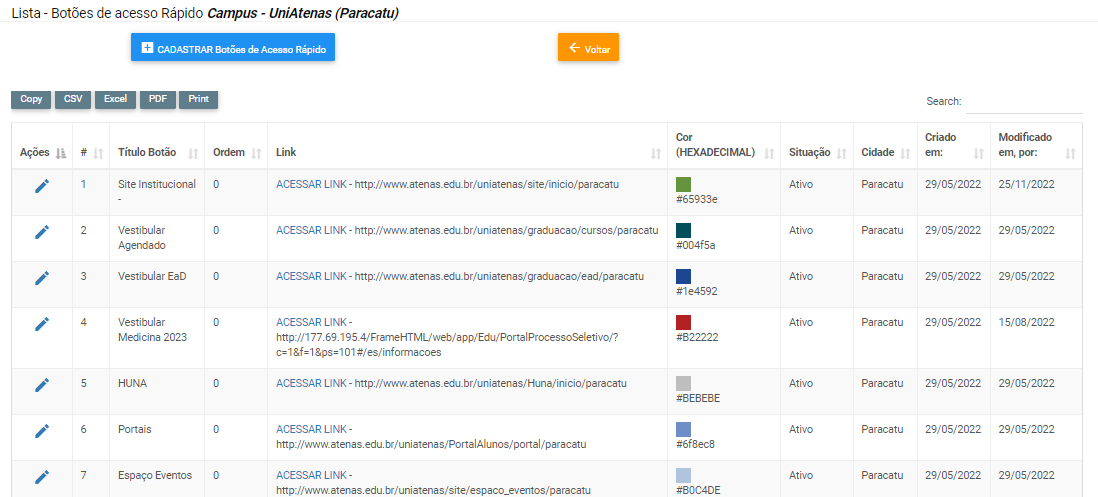 Lista - Botões de acesso Rápido Campus - UniAtenas (Paracatu)
CADASTRAR Botões de Acesso Rápido
Voltar
Copy CSV Excel PDF Print
Search:
Ações # Título Botão Ordem Link Cor (HEXADECIMAL) Situação Cidade Criado em: Modificado em, por:
1 Site Institucional - 0 ACESSAR LINK - http://www.atenas.edu.br/uniatenas/site/inicio/paracatu #65933e Ativo Paracatu 29/05/2022 25/11/2022
2 Vestibular Agendado 0 ACESSAR LINK - http://www.atenas.edu.br/uniatenas/graduacao/cursos/paracatu #004f5a Ativo Paracatu 29/05/2022 29/05/2022
3 Vestibular EaD 0 ACESSAR LINK - http://www.atenas.edu.br/uniatenas/graduacao/ead/paracatu #1e4592 Ativo Paracatu 29/05/2022 29/05/2022
4 Vestibular Medicina 2023 0 ACESSAR LINK - http://177.69.195.4/FrameHTML/web/app/Edu/PortalProcessoSeletivo/?c=1&f=1&ps=101#/es/informacoes #B22222 Ativo Paracatu 29/05/2022 15/08/2022
5 HUNA 0 ACESSAR LINK - http://www.atenas.edu.br/uniatenas/Huna/inicio/paracatu #BEBEBE Ativo Paracatu 29/05/2022 29/05/2022
6 Portais 0 ACESSAR LINK - http://www.atenas.edu.br/uniatenas/PortalAlunos/portal/paracatu #6f8ec8 Ativo Paracatu 29/05/2022 29/05/2022
7 Espaço Eventos 0 ACESSAR LINK - http://www.atenas.edu.br/uniatenas/site/espaco_eventos/paracatu #B0C4DE Ativo Paracatu 29/05/2022 29/05/2022